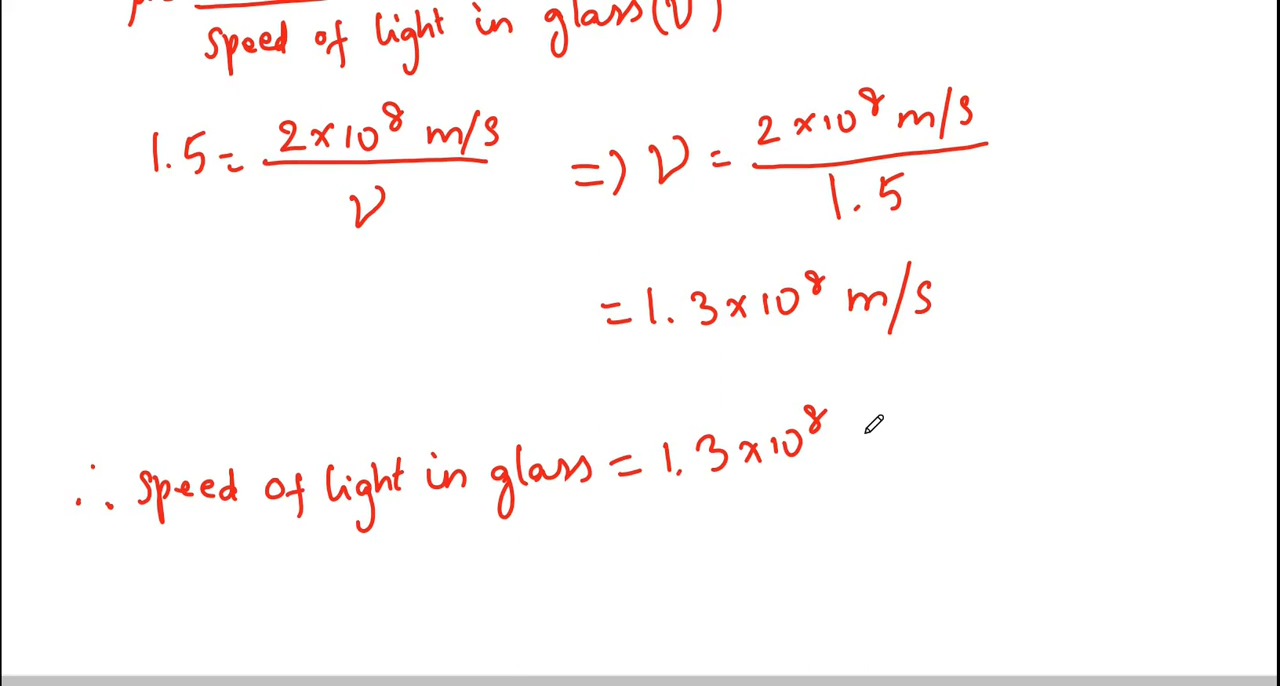 speed of light in glass (ν)
1.5 = 2×10⁸ m/s / ν => ν = 2×10⁸ m/s / 1.5
= 1.3×10⁸ m/s
∴ speed of light in glass = 1.3×10⁸